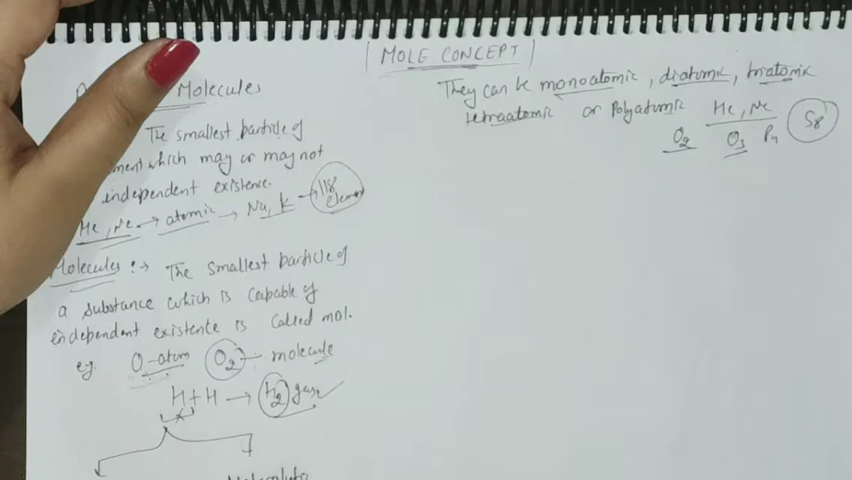 MOLE CONCEPT
Molecules
The smallest particle of
which may or may not
independent existence.
He, Ne → atomic → Na, K → 118
Molecules :→ The smallest particle of
a substance which is capable of
independent existence is called mol.
eg. O-atom O2 — molecule
H + H → H2 gas
They can be monoatomic, diatomic, triatomic
tetraatomic or Polyatomic He, Ne
O2 O3 P4 S8